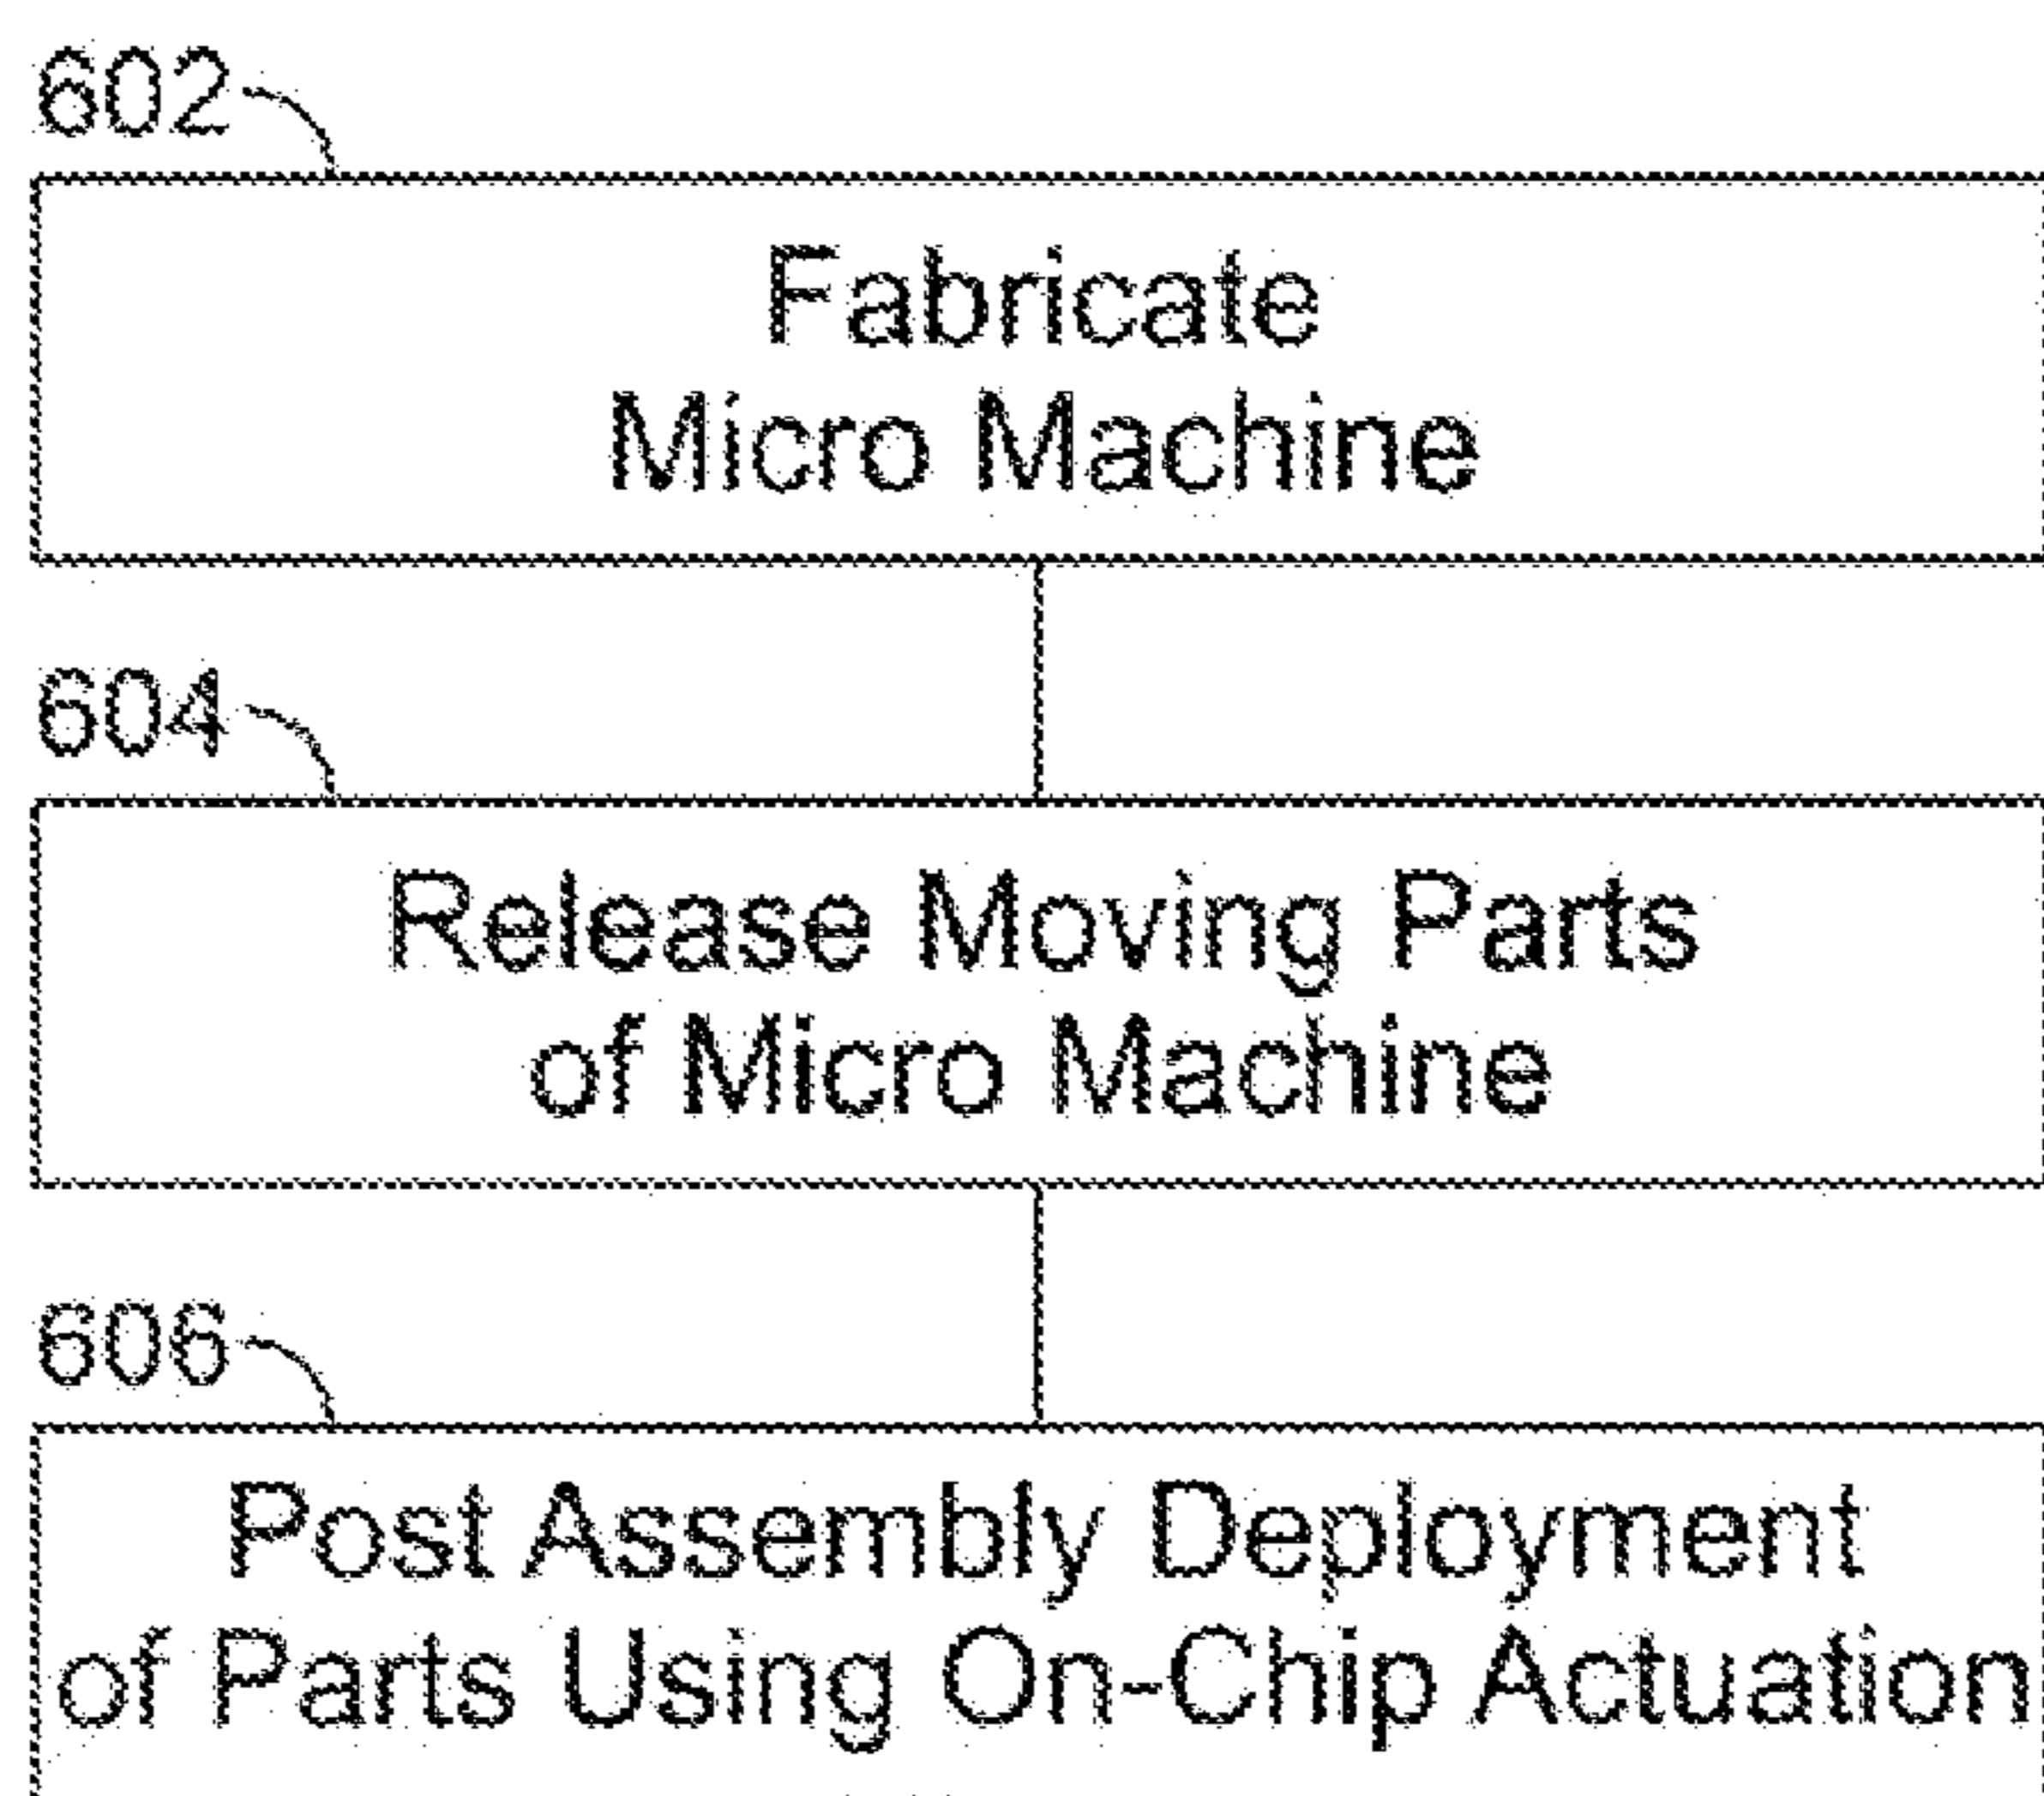 602
Fabricate
Micro Machine
604
Release Moving Parts
of Micro Machine
606
Post Assembly Deployment
of Parts Using On-Chip Actuation